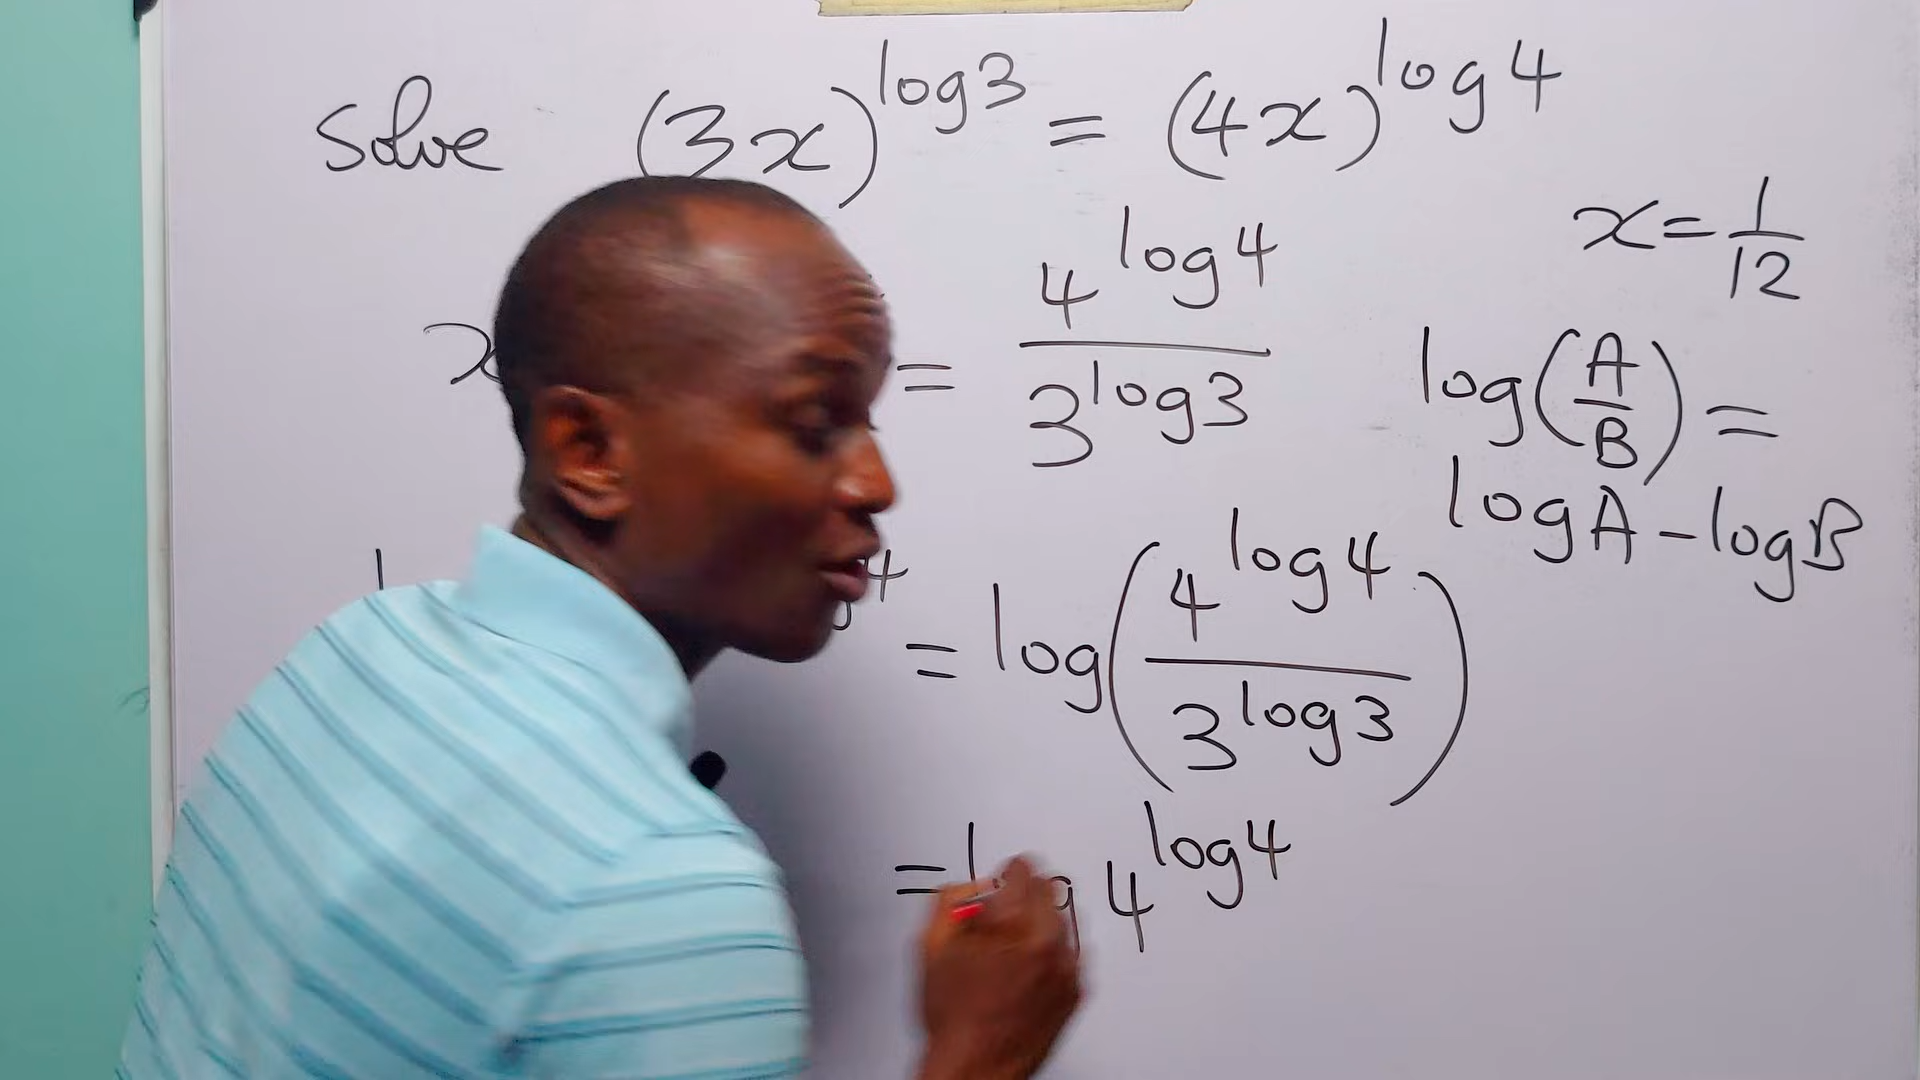 Solve (3x)^log3 = (4x)^log4
x = 1/12
x = 4^log4 / 3^log3
log(A/B) =
logA - logB
= log(4^log4 / 3^log3)
= log 4^log4